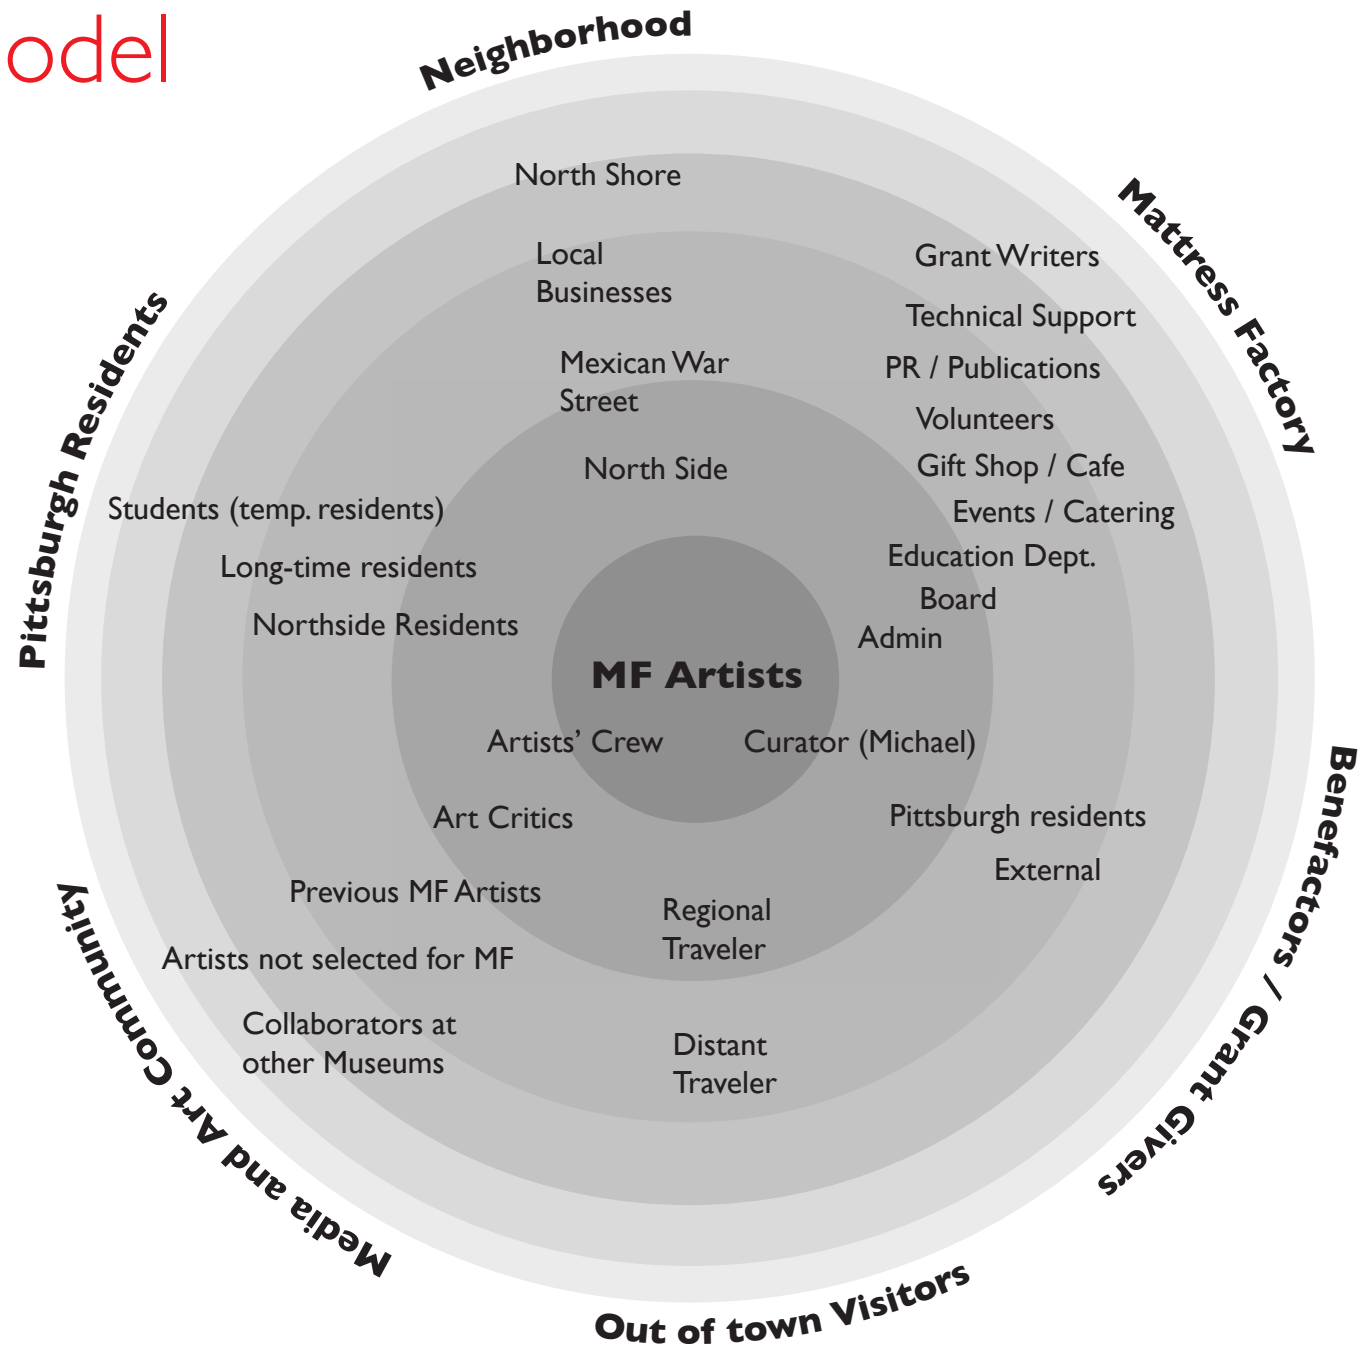 odel
Neighborhood
Mattress Factory
Pittsburgh Residents
North Shore
Local
Businesses
Mexican War
Street
North Side
Grant Writers
Technical Support
PR / Publications
Volunteers
Gift Shop / Cafe
Events / Catering
Education Dept.
Board
Admin
Students (temp. residents)
Long-time residents
Northside Residents
MF Artists
Artists’ Crew
Curator (Michael)
Art Critics
Previous MF Artists
Artists not selected for MF
Collaborators at
other Museums
Regional
Traveler
Distant
Traveler
Pittsburgh residents
External
Benefactors / Grant Givers
Media and Art Community
Out of town Visitors